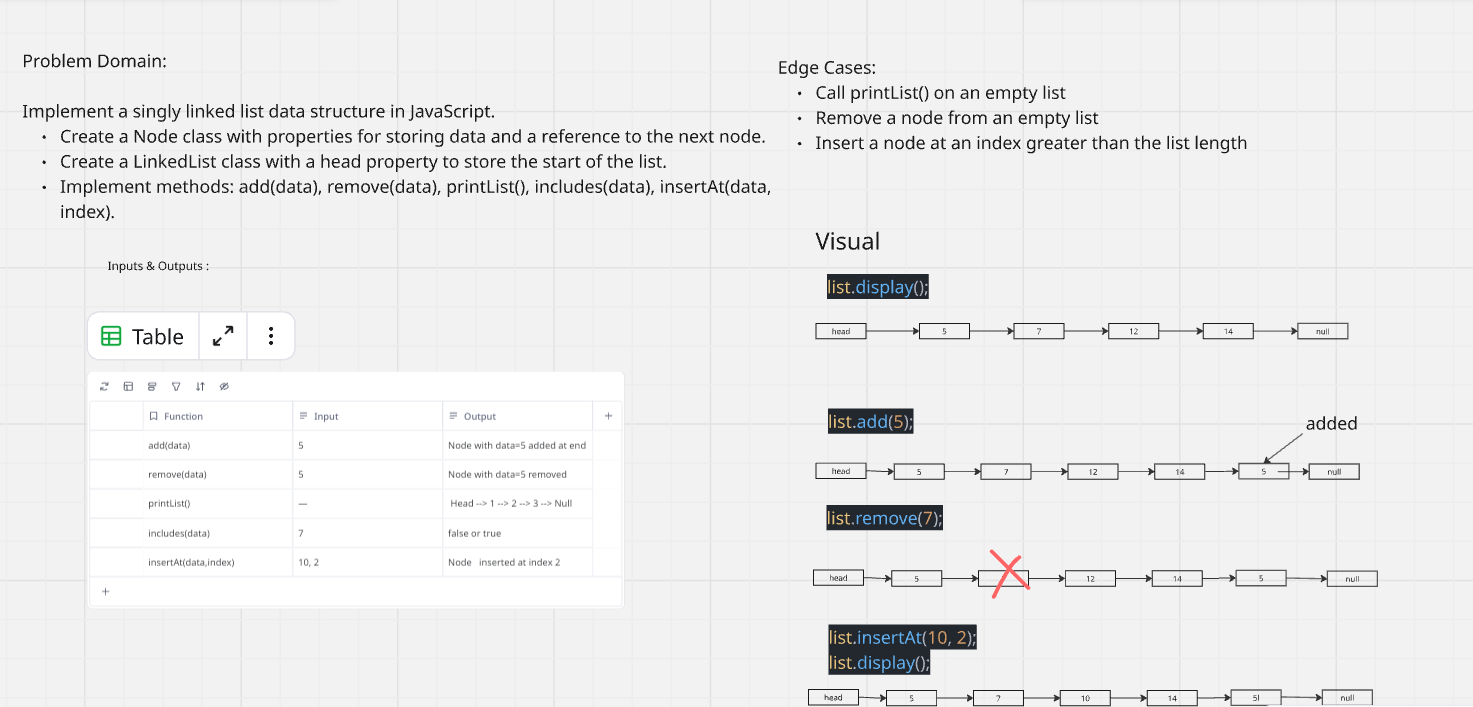 Problem Domain:
Implement a singly linked list data structure in JavaScript.
• Create a Node class with properties for storing data and a reference to the next node.
• Create a LinkedList class with a head property to store the start of the list.
• Implement methods: add(data), remove(data), printList(), includes(data), insertAt(data,
index).
Inputs & Outputs :
Table
Function Input Output
add(data) 5 Node with data=5 added at end
remove(data) 5 Node with data=5 removed
printList() — Head --> 1 --> 2 --> 3 --> Null
includes(data) 7 false or true
insertAt(data,index) 10, 2 Node inserted at index 2
Edge Cases:
• Call printList() on an empty list
• Remove a node from an empty list
• Insert a node at an index greater than the list length
Visual
list.display();
head 5 7 12 14 null
list.add(5);
added
head 5 7 12 14 5 null
list.remove(7);
head 5 12 14 5 null
list.insertAt(10, 2);
list.display();
head 5 7 10 14 5l null